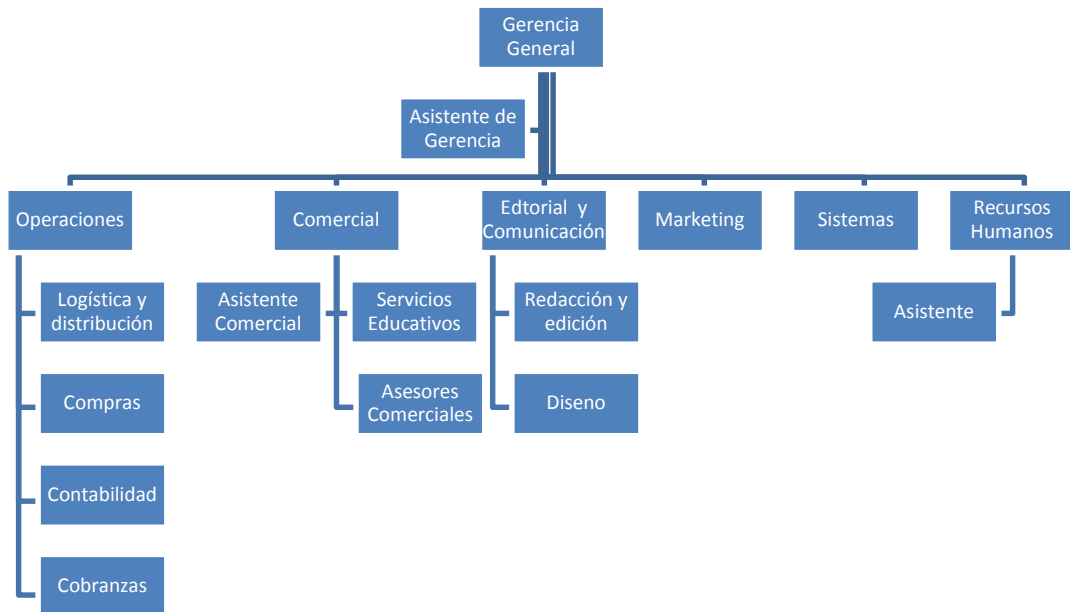 Gerencia
General
Asistente de
Gerencia
Operaciones
Comercial
Edtorial y
Comunicación
Marketing
Sistemas
Recursos
Humanos
Logística y
distribución
Asistente
Comercial
Servicios
Educativos
Redacción y
edición
Asistente
Compras
Asesores
Comerciales
Diseno
Contabilidad
Cobranzas